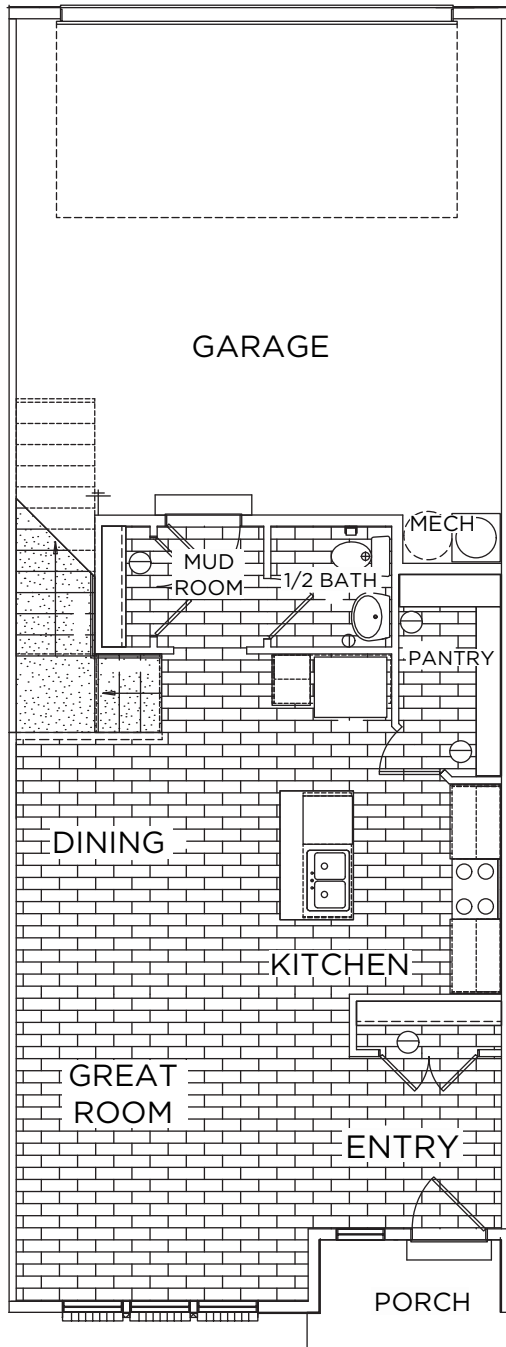 GARAGE
MECH
MUD
ROOM
1/2 BATH
PANTRY
DINING
KITCHEN
GREAT
ROOM
ENTRY
PORCH